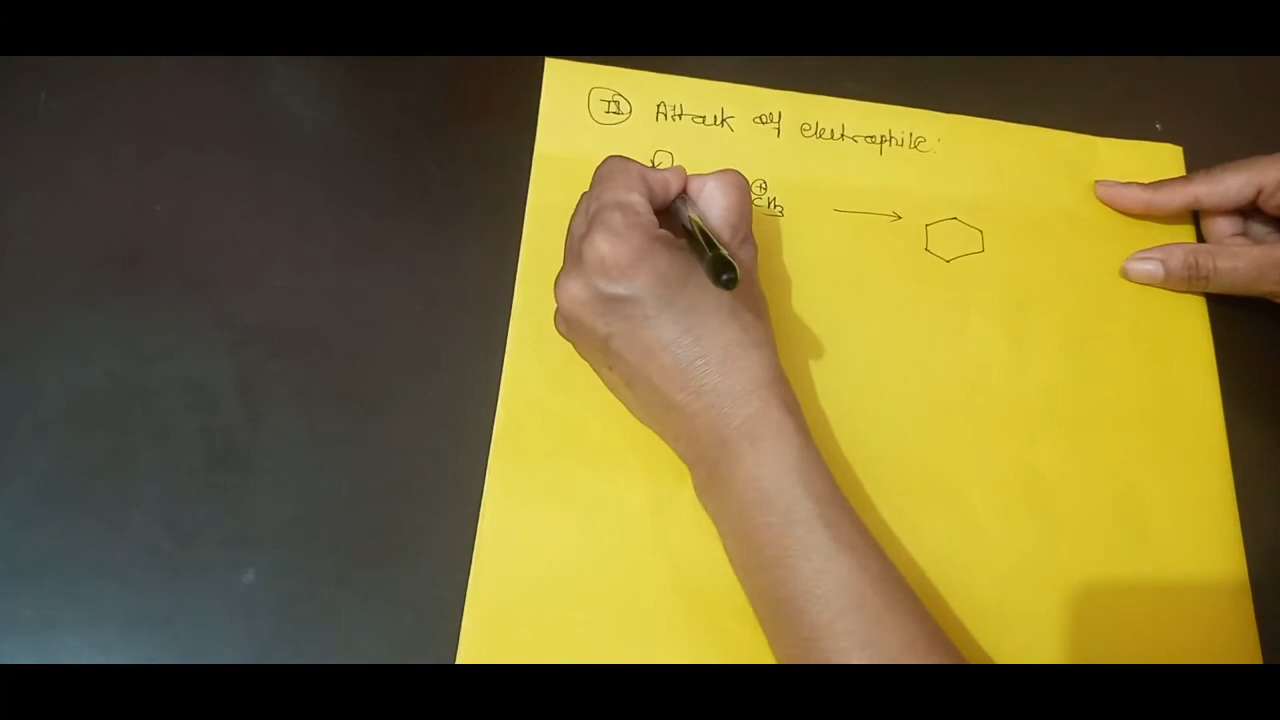 II Attack of electrophile:
⊕
CH3 →